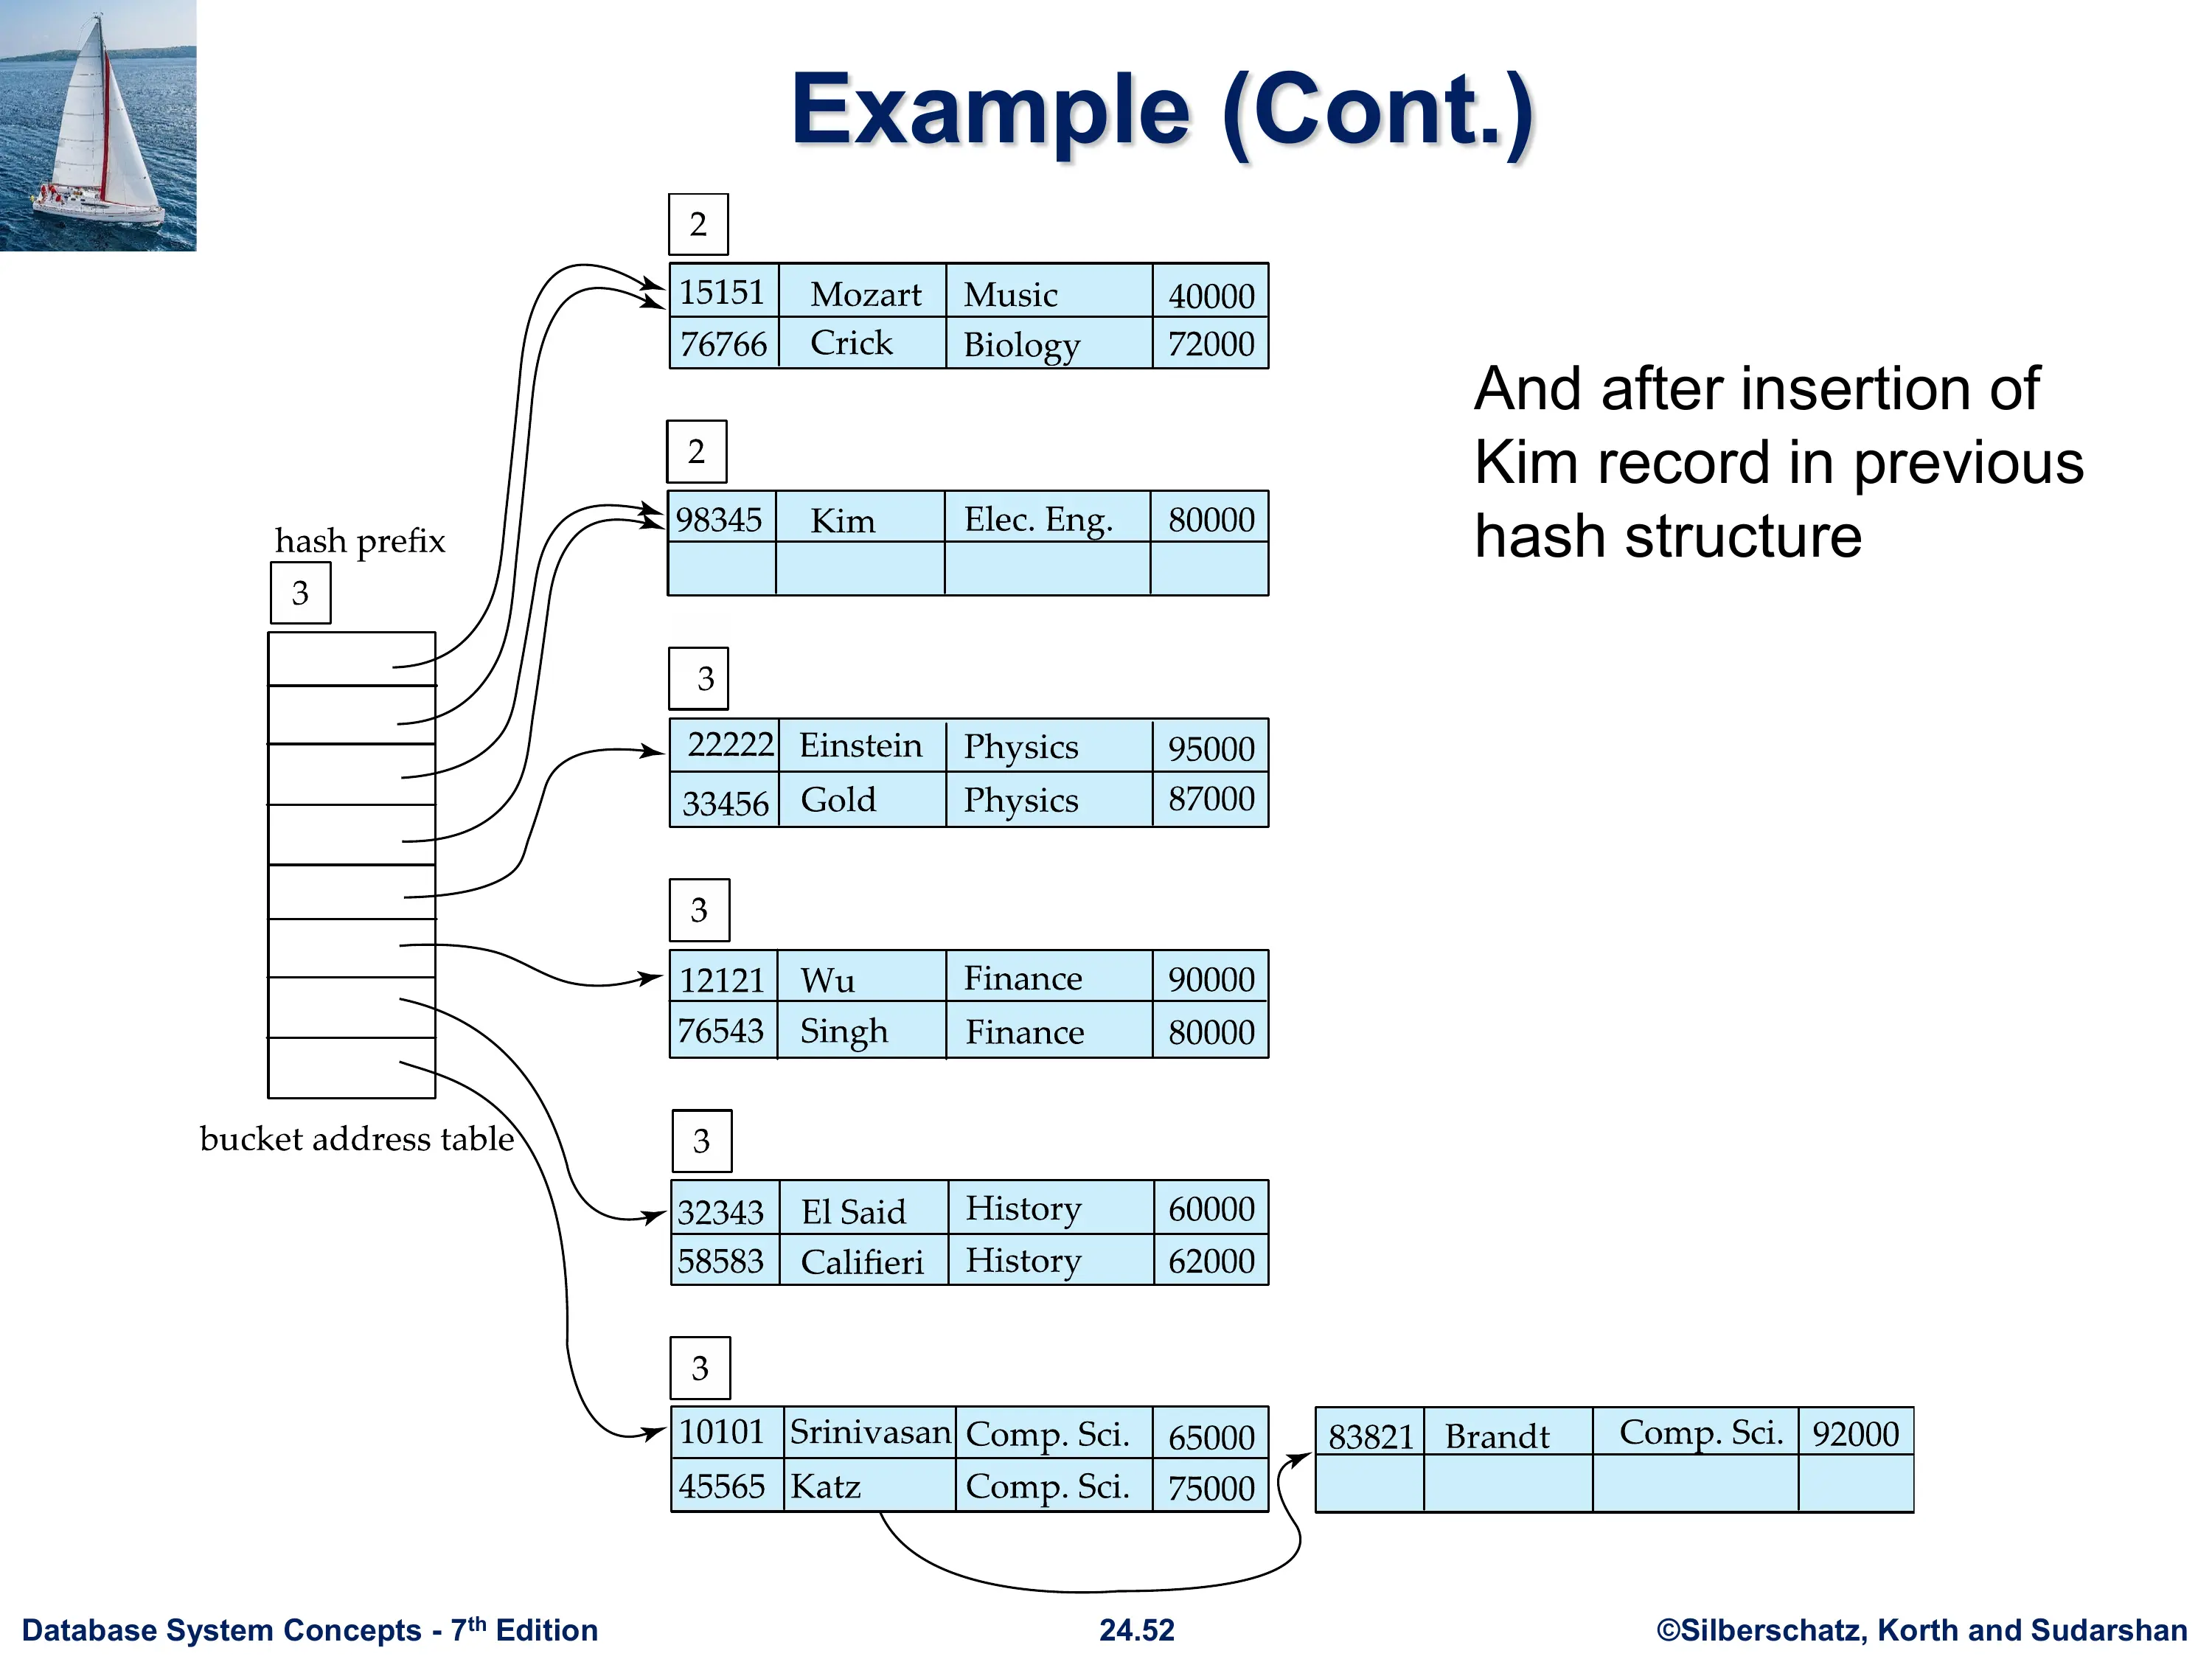 Example (Cont.)
2
15151 Mozart Music 40000
76766 Crick Biology 72000
And after insertion of
Kim record in previous
hash structure
2
98345 Kim Elec. Eng. 80000
hash prefix
3
3
22222 Einstein Physics 95000
33456 Gold Physics 87000
3
12121 Wu Finance 90000
76543 Singh Finance 80000
bucket address table
3
32343 El Said History 60000
58583 Califieri History 62000
3
10101 Srinivasan Comp. Sci. 65000
45565 Katz Comp. Sci. 75000
83821 Brandt Comp. Sci. 92000
Database System Concepts - 7th Edition
24.52
©Silberschatz, Korth and Sudarshan